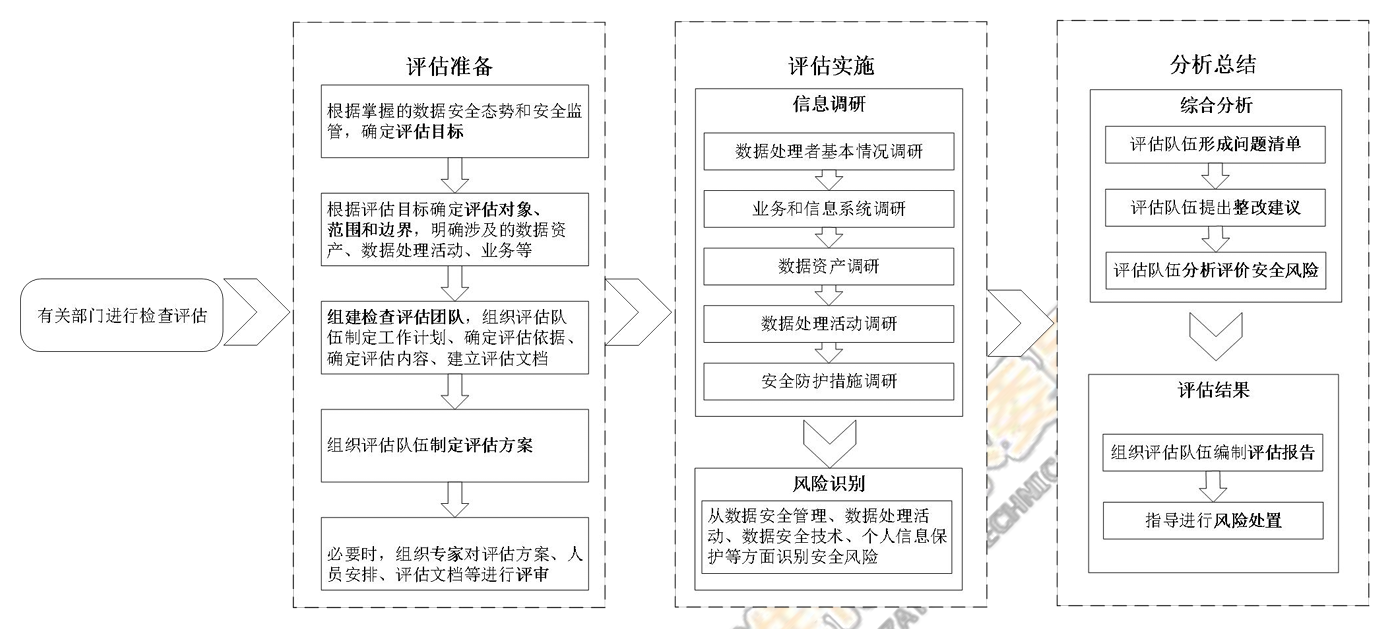 有关部门进行检查评估
评估准备
根据掌握的数据安全态势和安全监
管，确定评估目标
根据评估目标确定评估对象、
范围和边界，明确涉及的数据资
产、数据处理活动、业务等
组建检查评估团队，组织评估队
伍制定工作计划、确定评估依据、
确定评估内容、建立评估文档
组织评估队伍制定评估方案
必要时，组织专家对评估方案、人
员安排、评估文档等进行评审
评估实施
信息调研
数据处理者基本情况调研
业务和信息系统调研
数据资产调研
数据处理活动调研
安全防护措施调研
风险识别
从数据安全管理、数据处理活
动、数据安全技术、个人信息保
护等方面识别安全风险
分析总结
综合分析
评估队伍形成问题清单
评估队伍提出整改建议
评估队伍分析评价安全风险
评估结果
组织评估队伍编制评估报告
指导进行风险处置